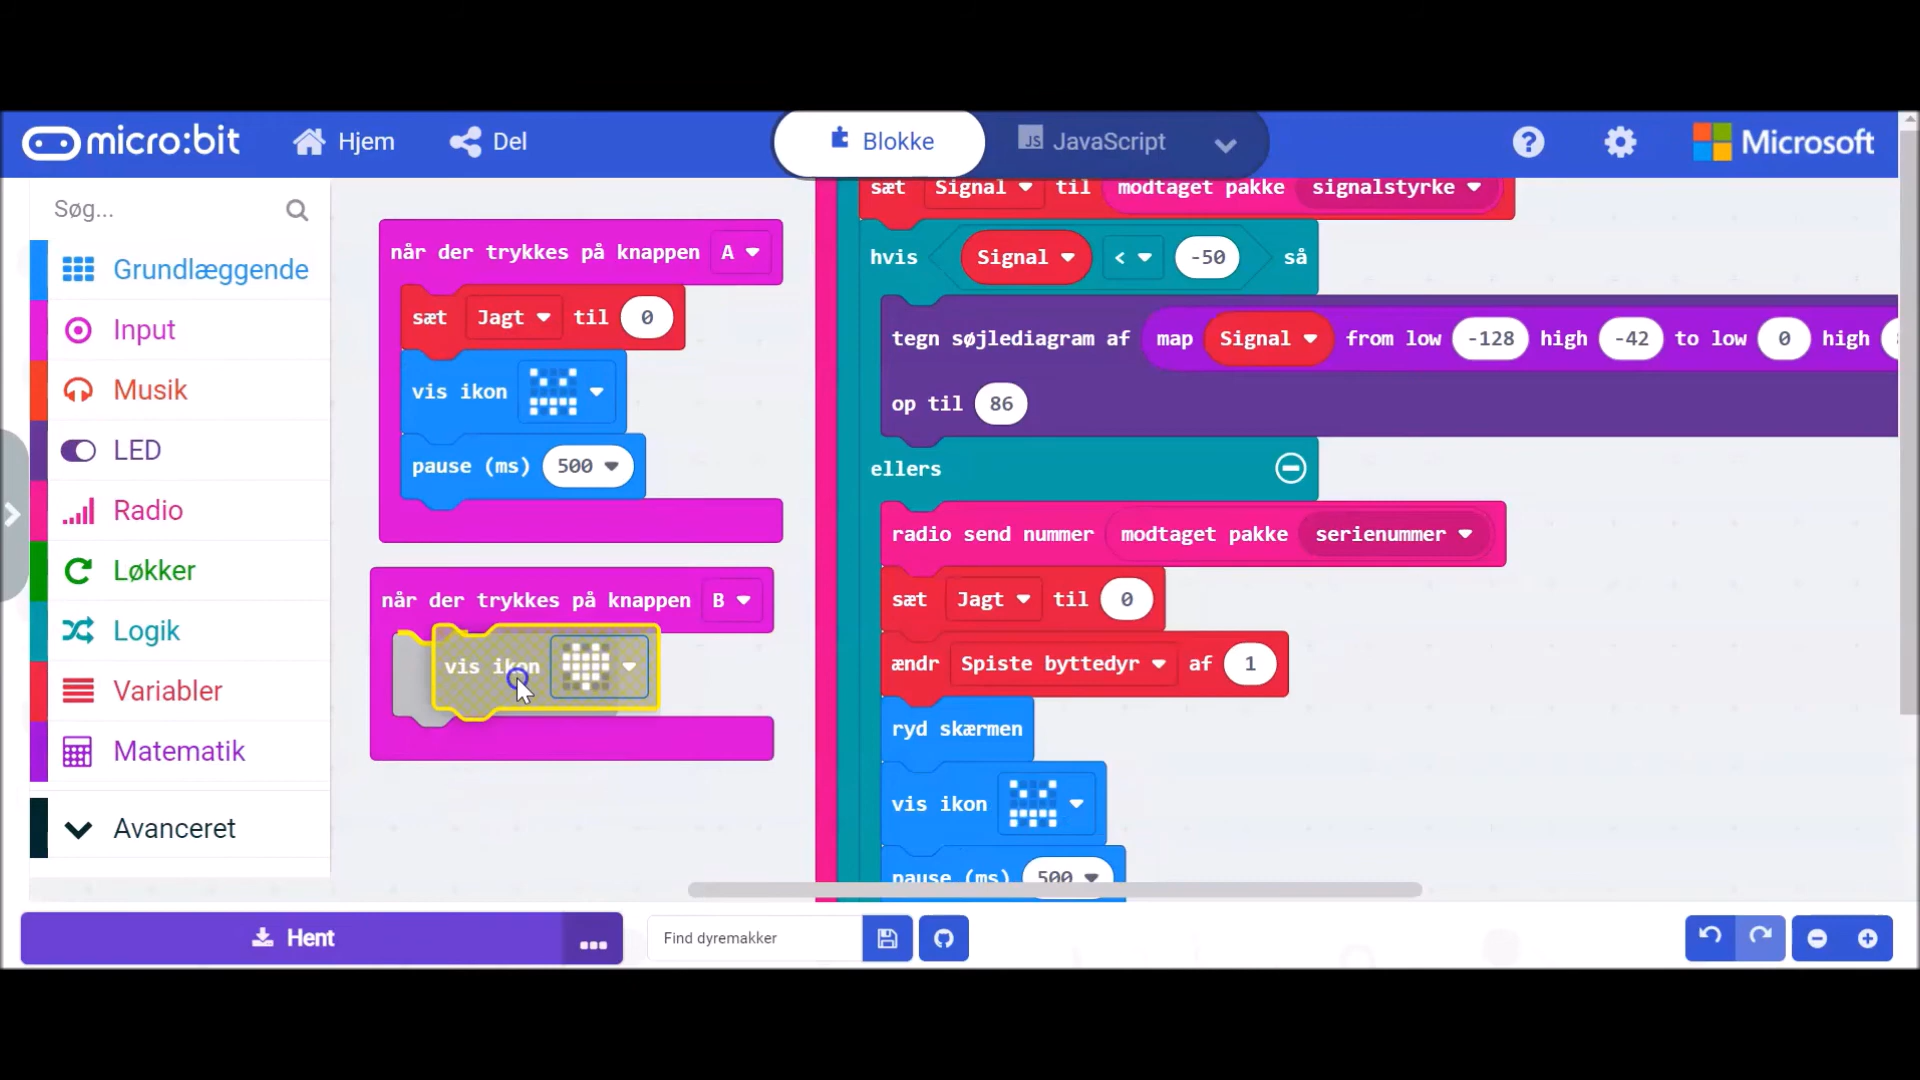 micro:bit
Hjem
Del
Blokke
JavaScript
Microsoft
Søg...
Grundlæggende
Input
Musik
LED
Radio
Løkker
Logik
Variabler
Matematik
Avanceret
når der trykkes på knappen A
sæt Jagt til 0
vis ikon
pause (ms) 500
når der trykkes på knappen B
vis ikon
sæt Signal til modtaget pakke signalstyrke
hvis Signal < -50 så
tegn søjlediagram af map Signal from low -128 high -42 to low 0 high
op til 86
ellers
radio send nummer modtaget pakke serienummer
sæt Jagt til 0
ændr Spiste byttedyr af 1
ryd skærmen
vis ikon
pause (ms) 500
Hent
Find dyremakker